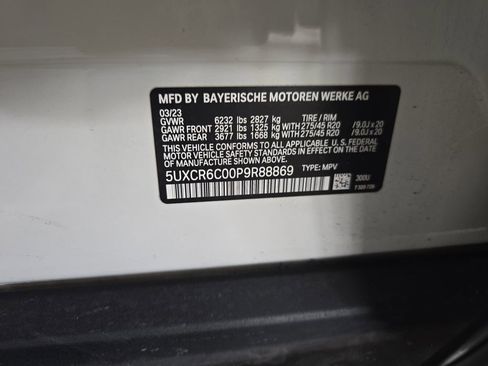 MFD BY BAYERISCHE MOTOREN WERKE AG
03/23 TIRE / RIM
GVWR 6232 lbs 2827 kg
GAWR FRONT 2921 lbs 1325 kg WITH 275/45 R20 /9.0J x 20
GAWR REAR 3677 lbs 1668 kg WITH 275/45 R20 /9.0J x 20
THIS VEHICLE CONFORMS TO ALL APPLICABLE U.S. FEDERAL
MOTOR VEHICLE SAFETY STANDARDS IN EFFECT ON THE DATE
OF MANUFACTURE SHOWN ABOVE.
5UXCR6C00P9R88869 TYPE: MPV
300U